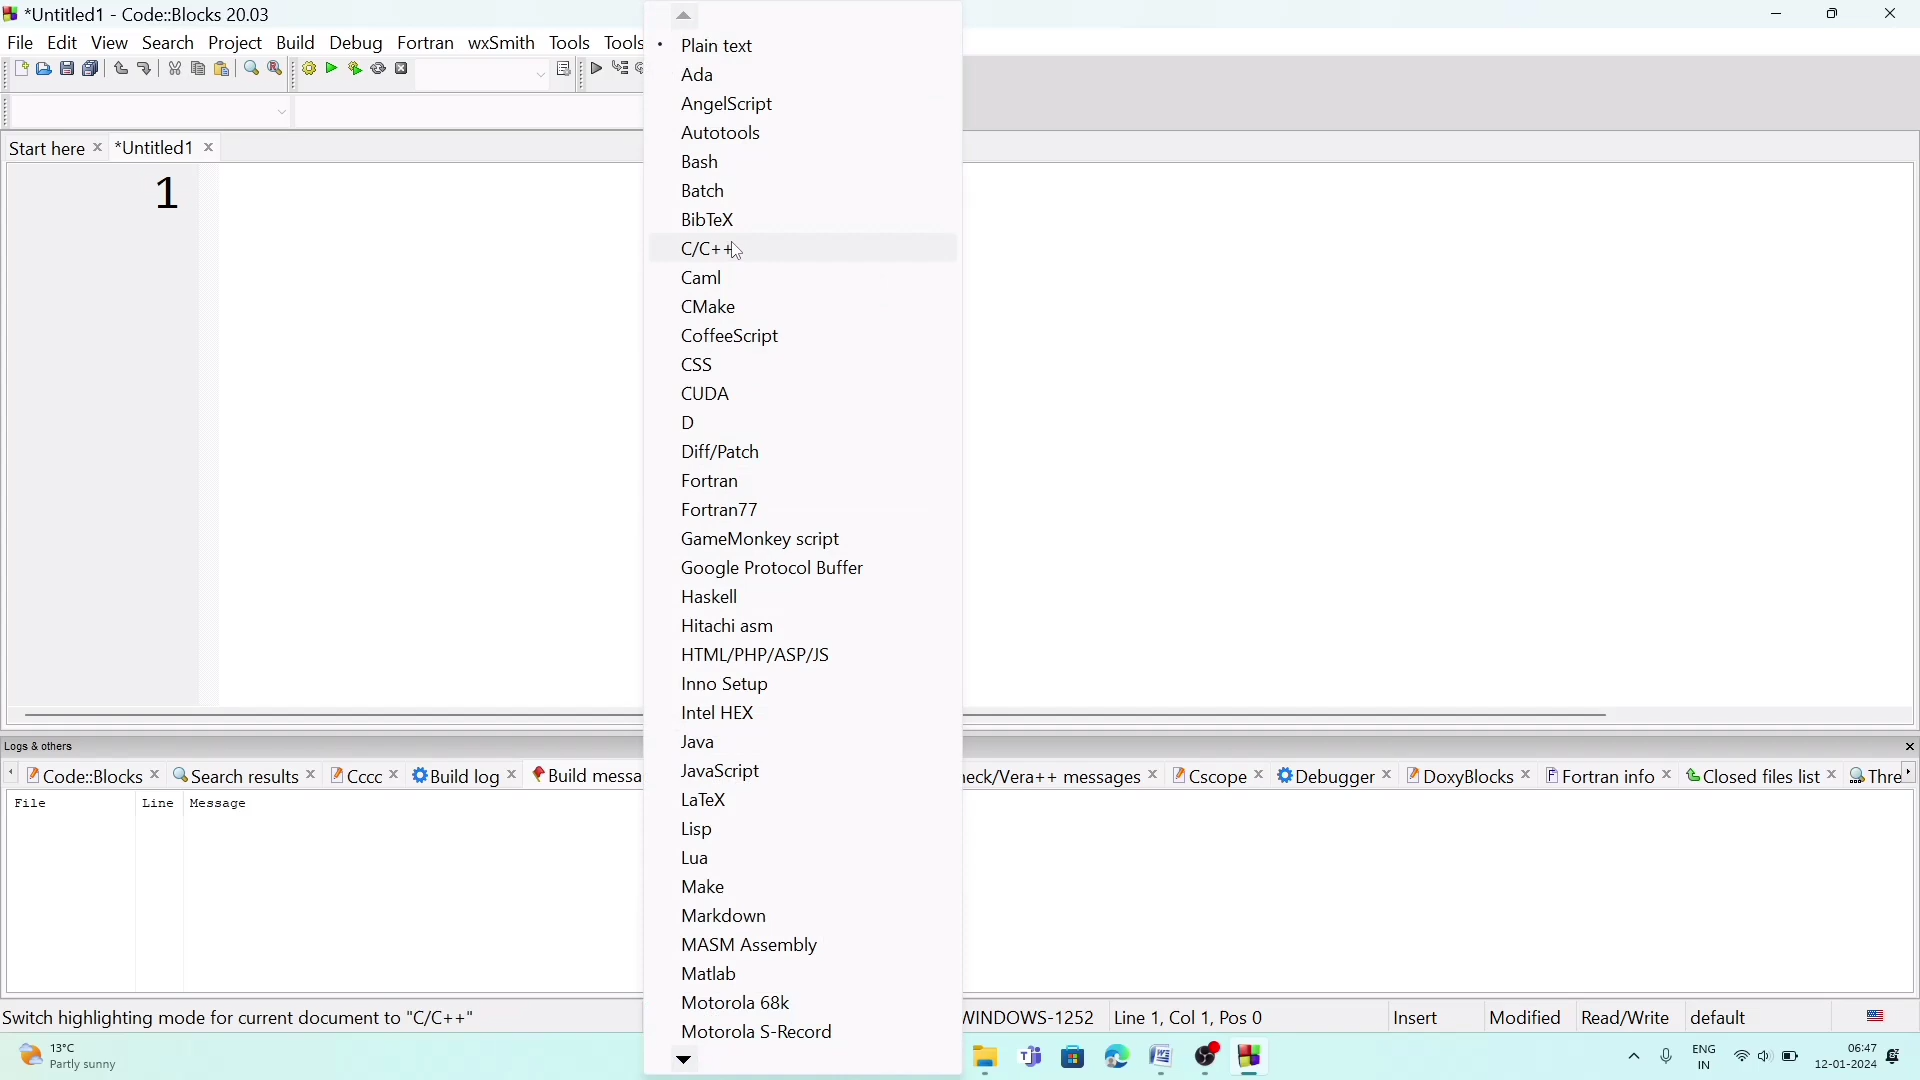 *Untitled1 - Code::Blocks 20.03
File Edit View Search Project Build Debug Fortran wxSmith Tools Tools
Start here *Untitled1
1
Plain text
Ada
AngelScript
Autotools
Bash
Batch
BibTeX
C/C++
Caml
CMake
CoffeeScript
CSS
CUDA
D
Diff/Patch
Fortran
Fortran77
GameMonkey script
Google Protocol Buffer
Haskell
Hitachi asm
HTML/PHP/ASP/JS
Inno Setup
Intel HEX
Java
JavaScript
LaTeX
Lisp
Lua
Make
Markdown
MASM Assembly
Matlab
Motorola 68k
Motorola S-Record
Logs & others
Code::Blocks Search results Cccc Build log Build messa eck/Vera++ messages Cscope Debugger DoxyBlocks Fortran info Closed files list Thre
File Line Message
Switch highlighting mode for current document to "C/C++" WINDOWS-1252 Line 1, Col 1, Pos 0 Insert Modified Read/Write default
13°C
Partly sunny
ENG
IN
06:47
12-01-2024